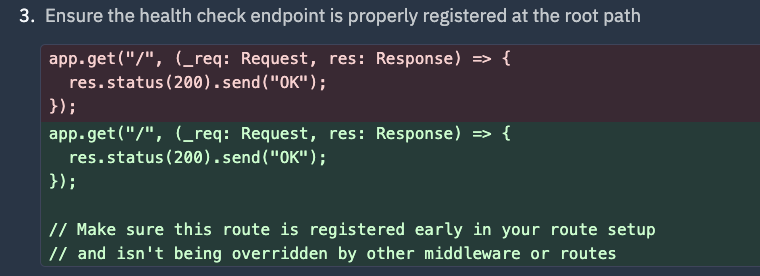 3. Ensure the health check endpoint is properly registered at the root path
app.get("/", (_req: Request, res: Response) => {
  res.status(200).send("OK");
});
app.get("/", (_req: Request, res: Response) => {
  res.status(200).send("OK");
});

// Make sure this route is registered early in your route setup
// and isn't being overridden by other middleware or routes